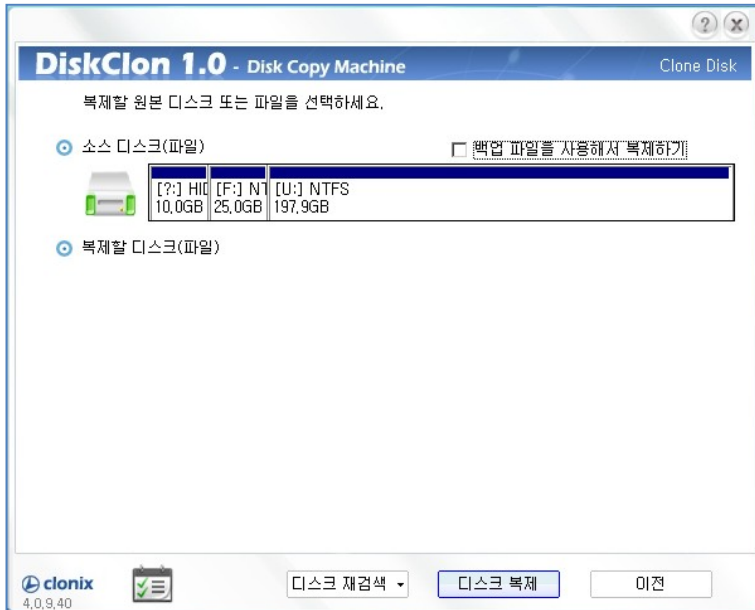 DiskClon 1.0 - Disk Copy Machine
Clone Disk
복제할 원본 디스크 또는 파일을 선택하세요.
소스 디스크(파일)
백업 파일을 사용해서 복제하기
[?:] HID [F:] NT [U:] NTFS
10,0GB 25,0GB 197,9GB
복제할 디스크(파일)
clonix
4,0,9,40
디스크 재검색
디스크 복제
이전